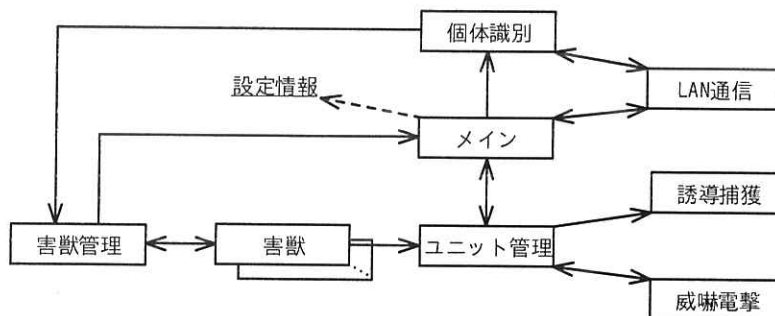 個体識別
設定情報
LAN通信
メイン
誘導捕獲
害獣管理
害獣
ユニット管理
威嚇電撃